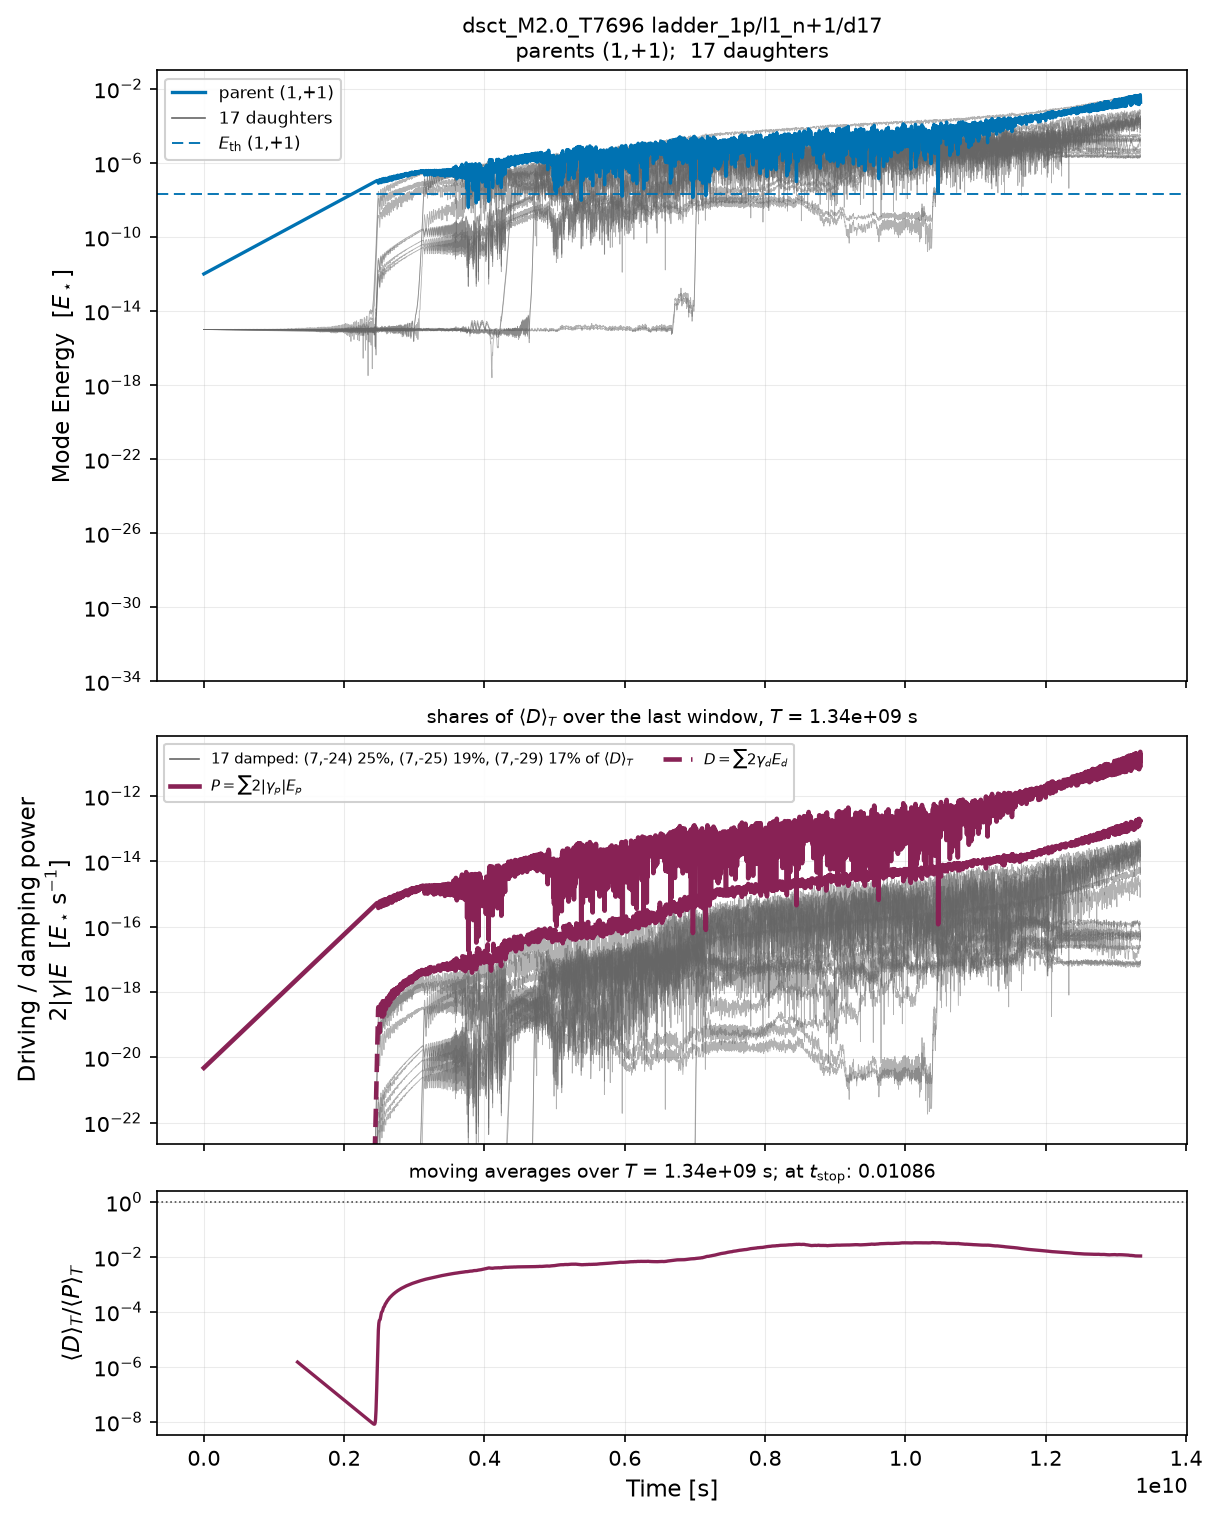 dsct_M2.0_T7696 ladder_1p/l1_n+1/d17
parents (1,+1);  17 daughters
parent (1,+1)
17 daughters
E_th (1,+1)
Mode Energy [E⋆]
10⁻²
10⁻⁶
10⁻¹⁰
10⁻¹⁴
10⁻¹⁸
10⁻²²
10⁻²⁶
10⁻³⁰
10⁻³⁴
shares of ⟨D⟩_T over the last window, T = 1.34e+09 s
17 damped: (7,-24) 25%, (7,-25) 19%, (7,-29) 17% of ⟨D⟩_T
P = ∑2|γ_p|E_p
D = ∑2γ_dE_d
Driving / damping power
2|γ|E [E⋆ s⁻¹]
10⁻¹²
10⁻¹⁴
10⁻¹⁶
10⁻¹⁸
10⁻²⁰
10⁻²²
moving averages over T = 1.34e+09 s; at t_stop: 0.01086
⟨D⟩_T/⟨P⟩_T
10⁰
10⁻²
10⁻⁴
10⁻⁶
10⁻⁸
0.0 0.2 0.4 0.6 0.8 1.0 1.2 1.4
1e10
Time [s]